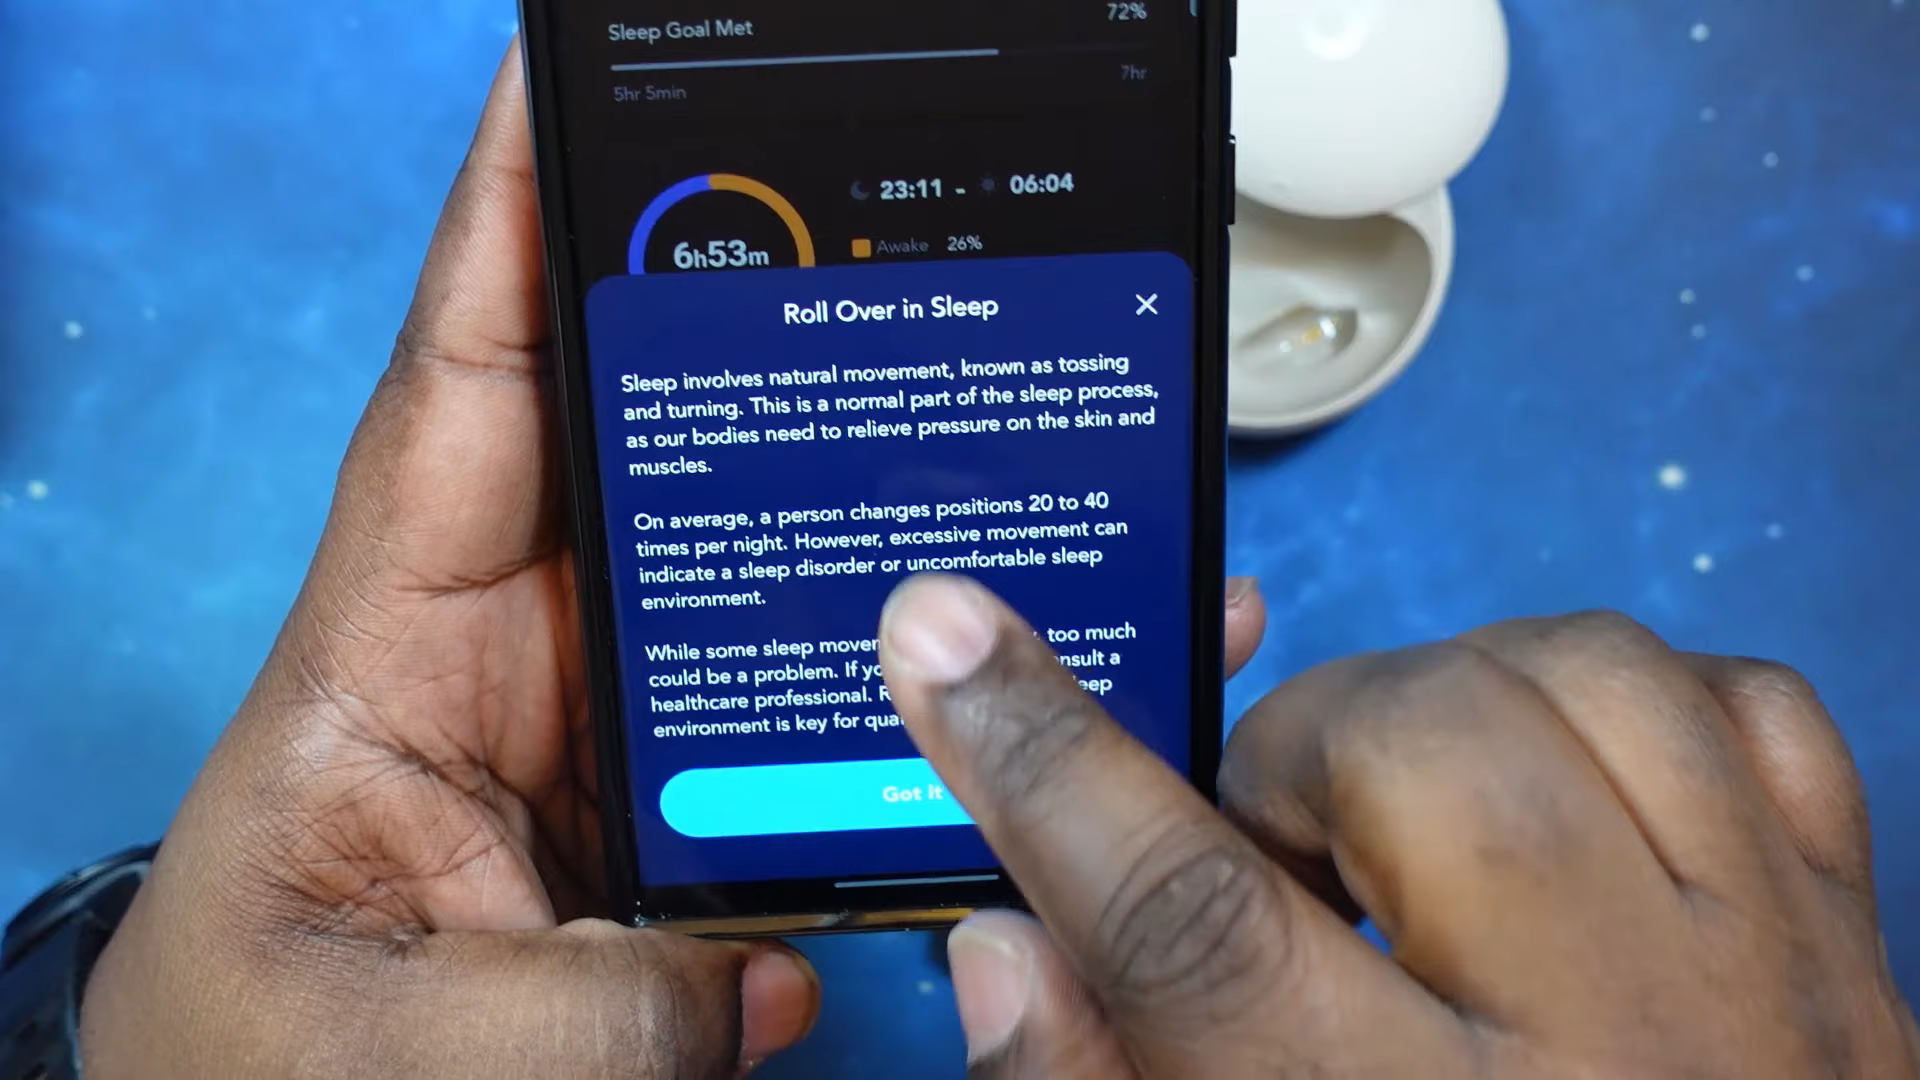 Sleep Goal Met 72%
5hr 5min 7hr
23:11 - 06:04
6h53m
Awake 26%
Roll Over in Sleep
Sleep involves natural movement, known as tossing
and turning. This is a normal part of the sleep process,
as our bodies need to relieve pressure on the skin and
muscles.
On average, a person changes positions 20 to 40
times per night. However, excessive movement can
indicate a sleep disorder or uncomfortable sleep
environment.
While some sleep too much
could be a problem. If a
healthcare professional.
environment is key for
Got it